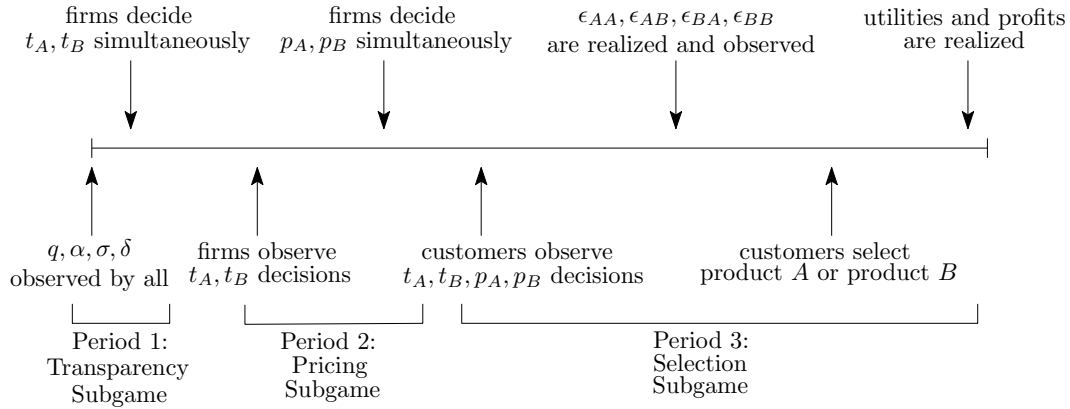 firms decide
t_A, t_B simultaneously
firms decide
p_A, p_B simultaneously
ϵ_AA, ϵ_AB, ϵ_BA, ϵ_BB
are realized and observed
utilities and profits
are realized
q, α, σ, δ
observed by all
firms observe
t_A, t_B decisions
customers observe
t_A, t_B, p_A, p_B decisions
customers select
product A or product B
Period 1:
Transparency
Subgame
Period 2:
Pricing
Subgame
Period 3:
Selection
Subgame